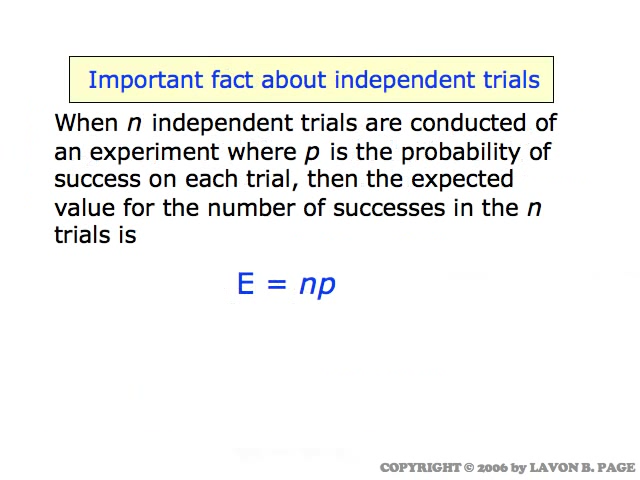 Important fact about independent trials
When n independent trials are conducted of
an experiment where p is the probability of
success on each trial, then the expected
value for the number of successes in the n
trials is
E = np
COPYRIGHT © 2006 by LAVON B. PAGE